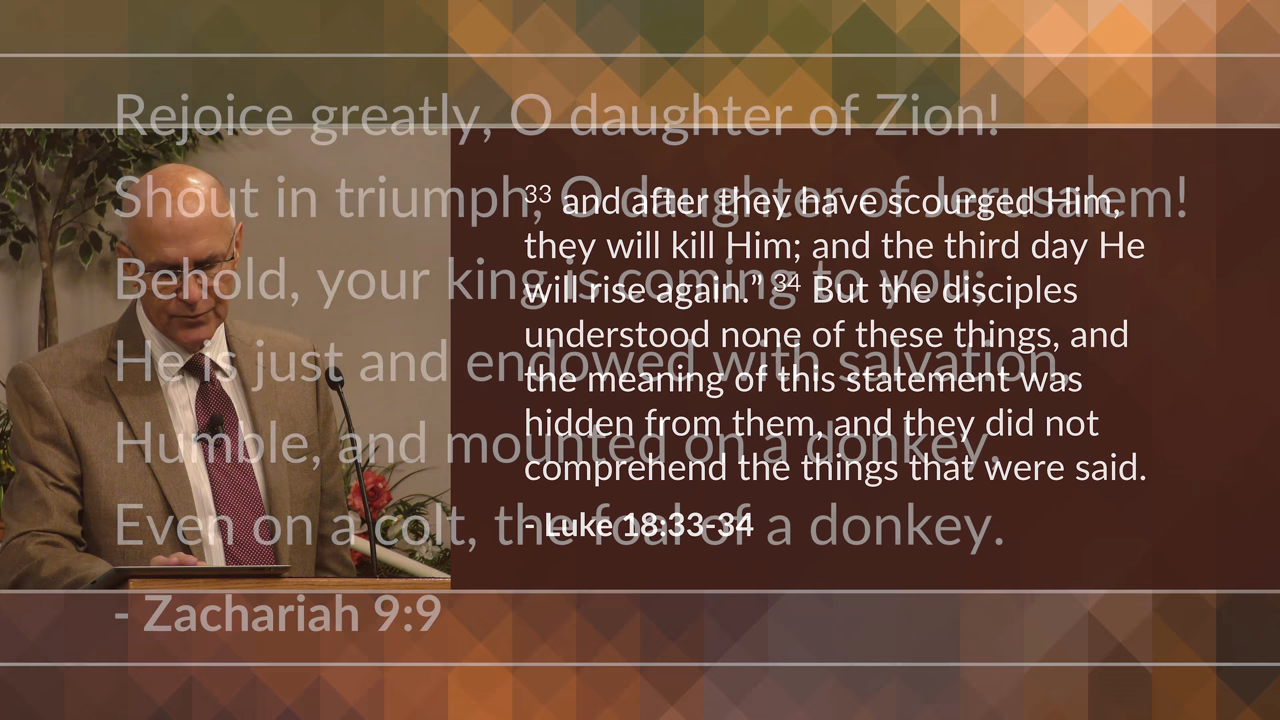 Rejoice greatly, O daughter of Zion!
Shout in triumph, O daughter of Jerusalem!
Behold, your king is coming to you;
He is just and endowed with salvation,
Humble, and mounted on a donkey,
Even on a colt, the foal of a donkey.
- Zachariah 9:9
33 and after they have scourged Him,
they will kill Him; and the third day He
will rise again.” 34 But the disciples
understood none of these things, and
the meaning of this statement was
hidden from them, and they did not
comprehend the things that were said.
- Luke 18:33-34